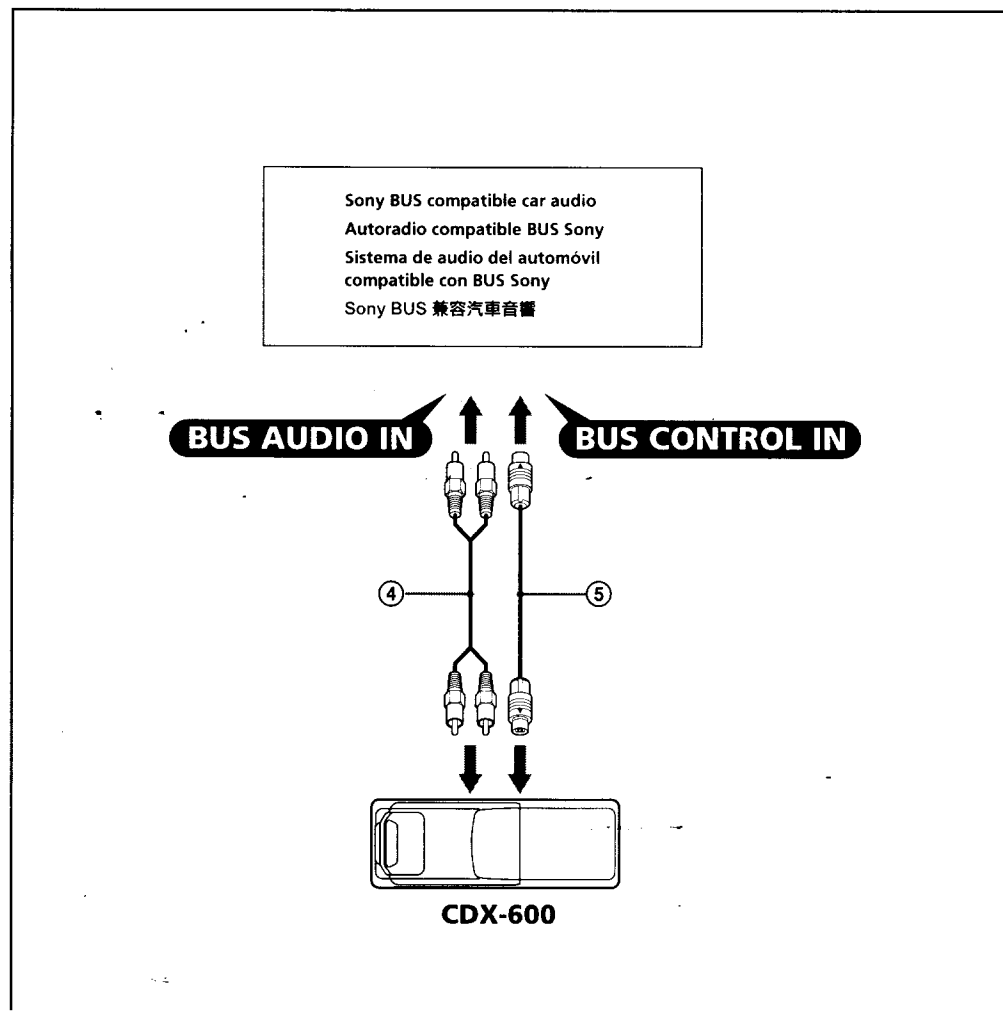 Sony BUS compatible car audio
Autoradio compatible BUS Sony
Sistema de audio del automóvil
compatible con BUS Sony
Sony BUS 兼容汽車音響
BUS AUDIO IN
BUS CONTROL IN
④
⑤
CDX-600